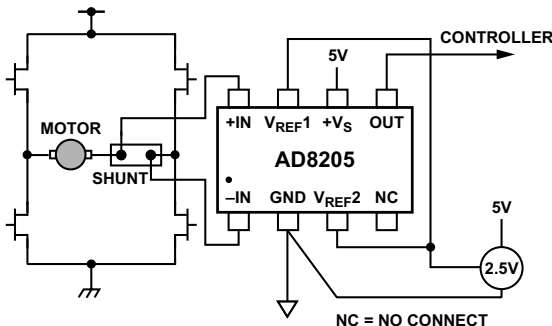 CONTROLLER
5V
+IN VREF1 +VS OUT
MOTOR
AD8205
SHUNT
–IN GND VREF2 NC
5V
2.5V
NC = NO CONNECT